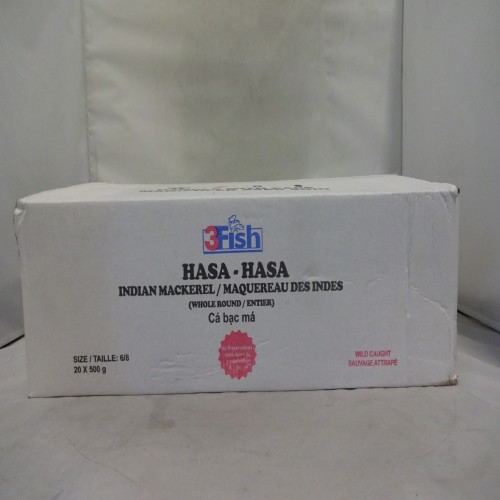 3Fish
HASA - HASA
INDIAN MACKEREL / MAQUEREAU DES INDES
(WHOLE ROUND / ENTIER)
Cá bạc má
SIZE / TAILLE: 6/8
20 X 500 g
WILD CAUGHT
SAUVAGE ATTRAPÉ